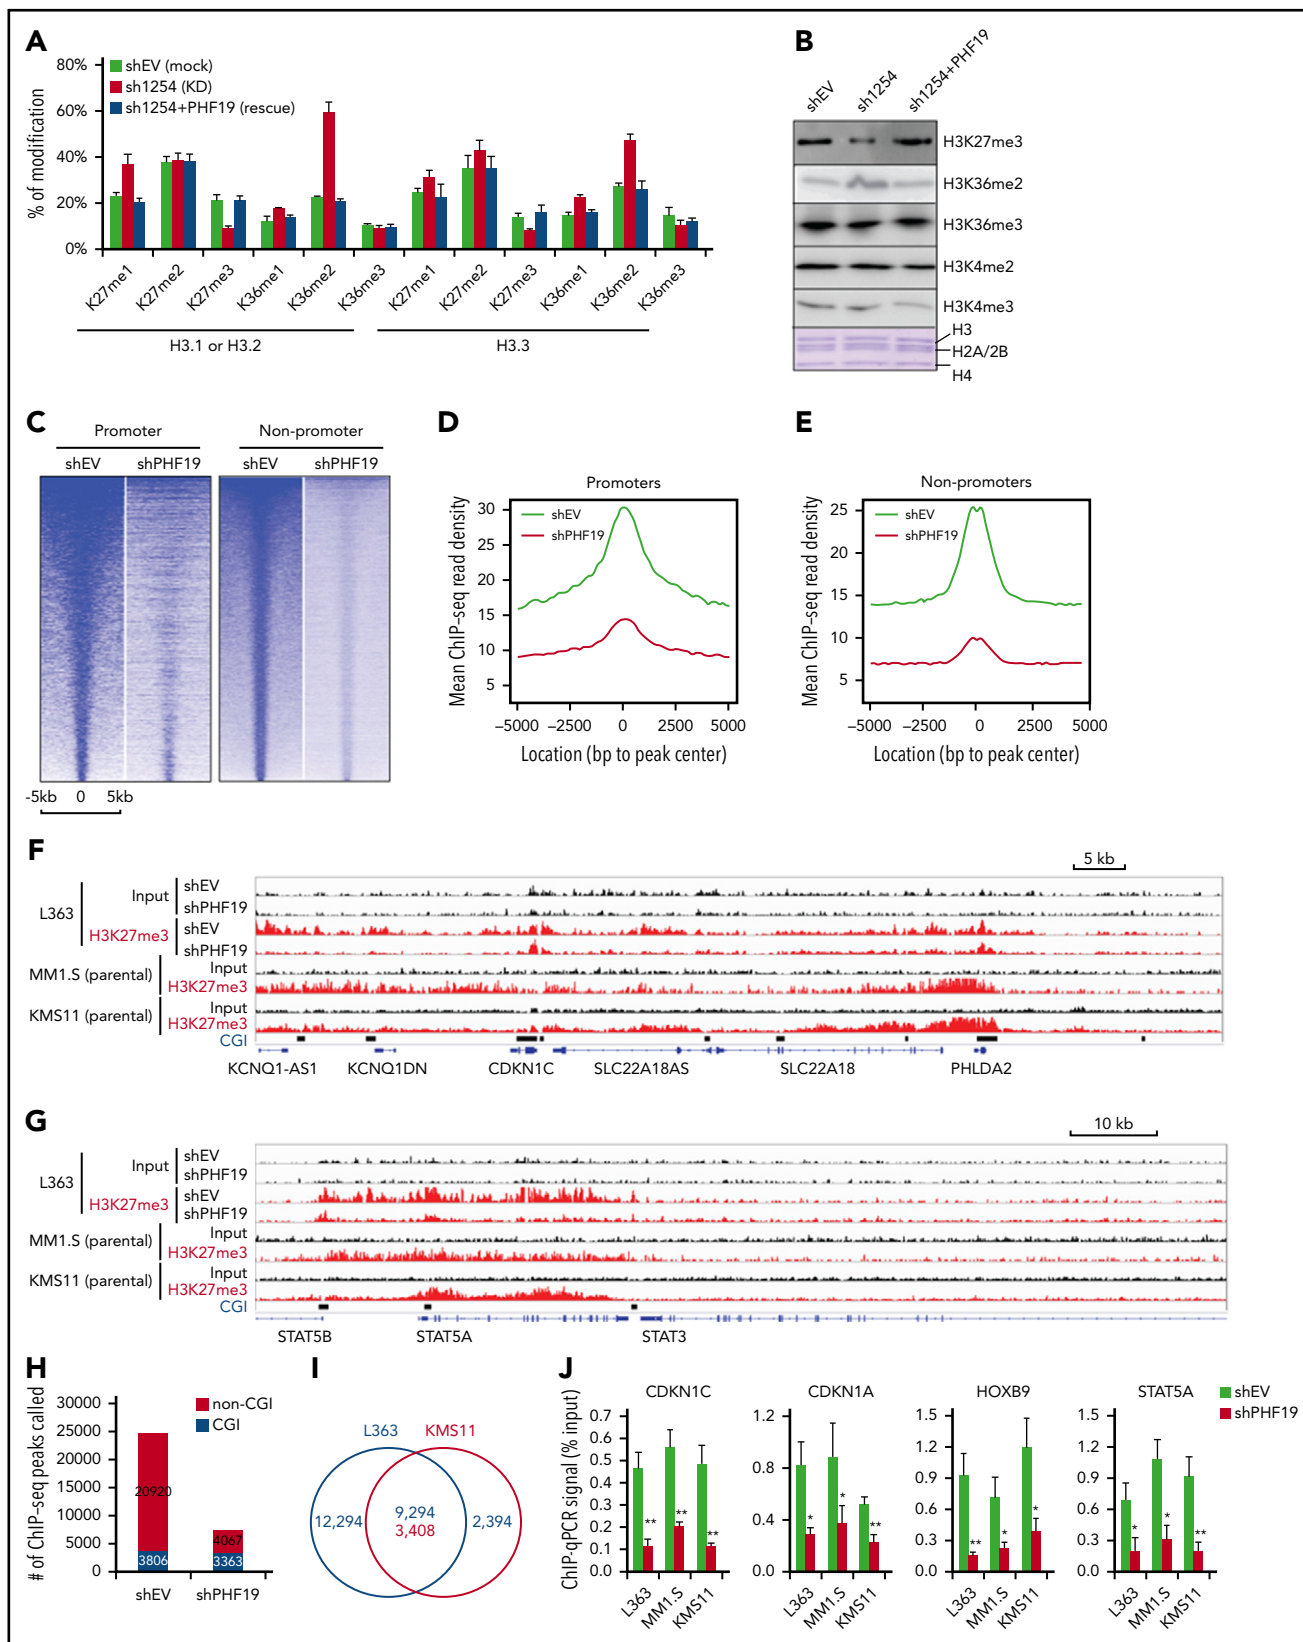 A
80%
60%
40%
20%
0%
% of modification
shEV (mock)
sh1254 (KD)
sh1254+PHF19 (rescue)
K27me1
K27me2
K27me3
K36me1
K36me2
K36me3
K27me1
K27me2
K27me3
K36me1
K36me2
K36me3
H3.1 or H3.2
H3.3
B
shEV
sh1254
sh1254+PHF19
H3K27me3
H3K36me2
H3K36me3
H3K4me2
H3K4me3
H3
H2A/2B
H4
C
Promoter
Non-promoter
shEV
shPHF19
shEV
shPHF19
-5kb 0 5kb
D
Promoters
Mean ChIP–seq read density
30
25
20
15
10
5
shEV
shPHF19
–5000 –2500 0 2500 5000
Location (bp to peak center)
E
Non-promoters
Mean ChIP–seq read density
25
20
15
10
5
shEV
shPHF19
–5000 –2500 0 2500 5000
Location (bp to peak center)
F
5 kb
L363
Input
shEV
shPHF19
H3K27me3
shEV
shPHF19
MM1.S (parental)
Input
H3K27me3
KMS11 (parental)
Input
H3K27me3
CGI
KCNQ1-AS1 KCNQ1DN CDKN1C SLC22A18AS SLC22A18 PHLDA2
G
10 kb
L363
Input
shEV
shPHF19
H3K27me3
shEV
shPHF19
MM1.S (parental)
Input
H3K27me3
KMS11 (parental)
Input
H3K27me3
CGI
STAT5B STAT5A STAT3
H
# of ChIP–seq peaks called
30000
25000
20000
15000
10000
5000
0
non-CGI
CGI
20920
3806
4067
3363
shEV shPHF19
I
L363 KMS11
12,294
9,294
3,408
2,394
J
ChIP-qPCR signal (% input)
CDKN1C
0.7
0.6
0.5
0.4
0.3
0.2
0.1
0.0
**
**
**
L363
MM1.S
KMS11
CDKN1A
1.2
0.8
0.4
0.0
*
*
**
L363
MM1.S
KMS11
HOXB9
1.5
1.2
0.9
0.6
0.3
0.0
**
*
*
L363
MM1.S
KMS11
STAT5A
1.5
1.2
0.9
0.6
0.3
0.0
*
*
**
L363
MM1.S
KMS11
shEV
shPHF19